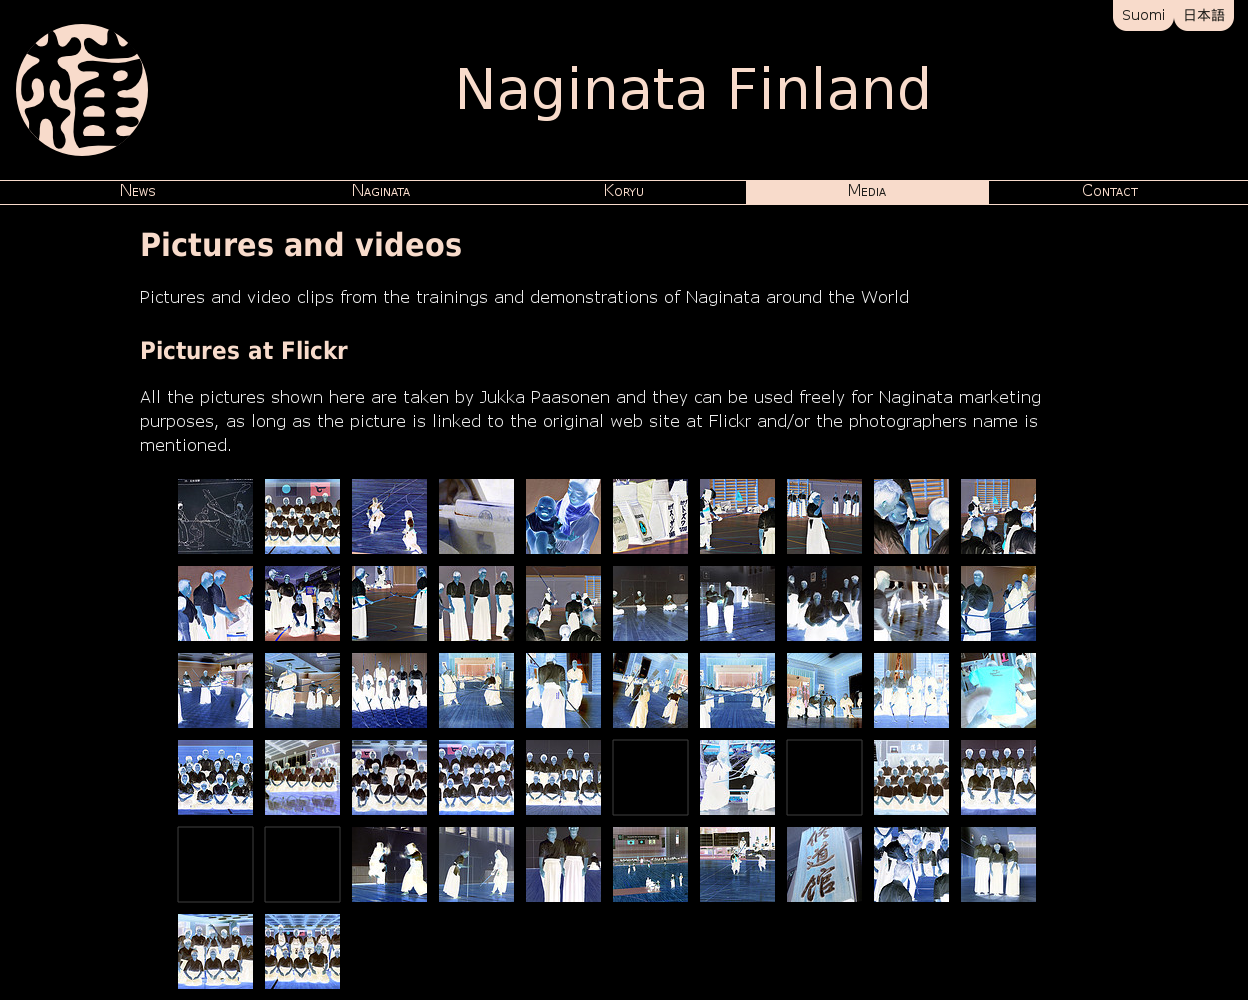 Suomi
日本語
Naginata Finland
News
Naginata
Koryu
Media
Contact
Pictures and videos
Pictures and video clips from the trainings and demonstrations of Naginata around the World
Pictures at Flickr
All the pictures shown here are taken by Jukka Paasonen and they can be used freely for Naginata marketing
purposes, as long as the picture is linked to the original web site at Flickr and/or the photographers name is
mentioned.